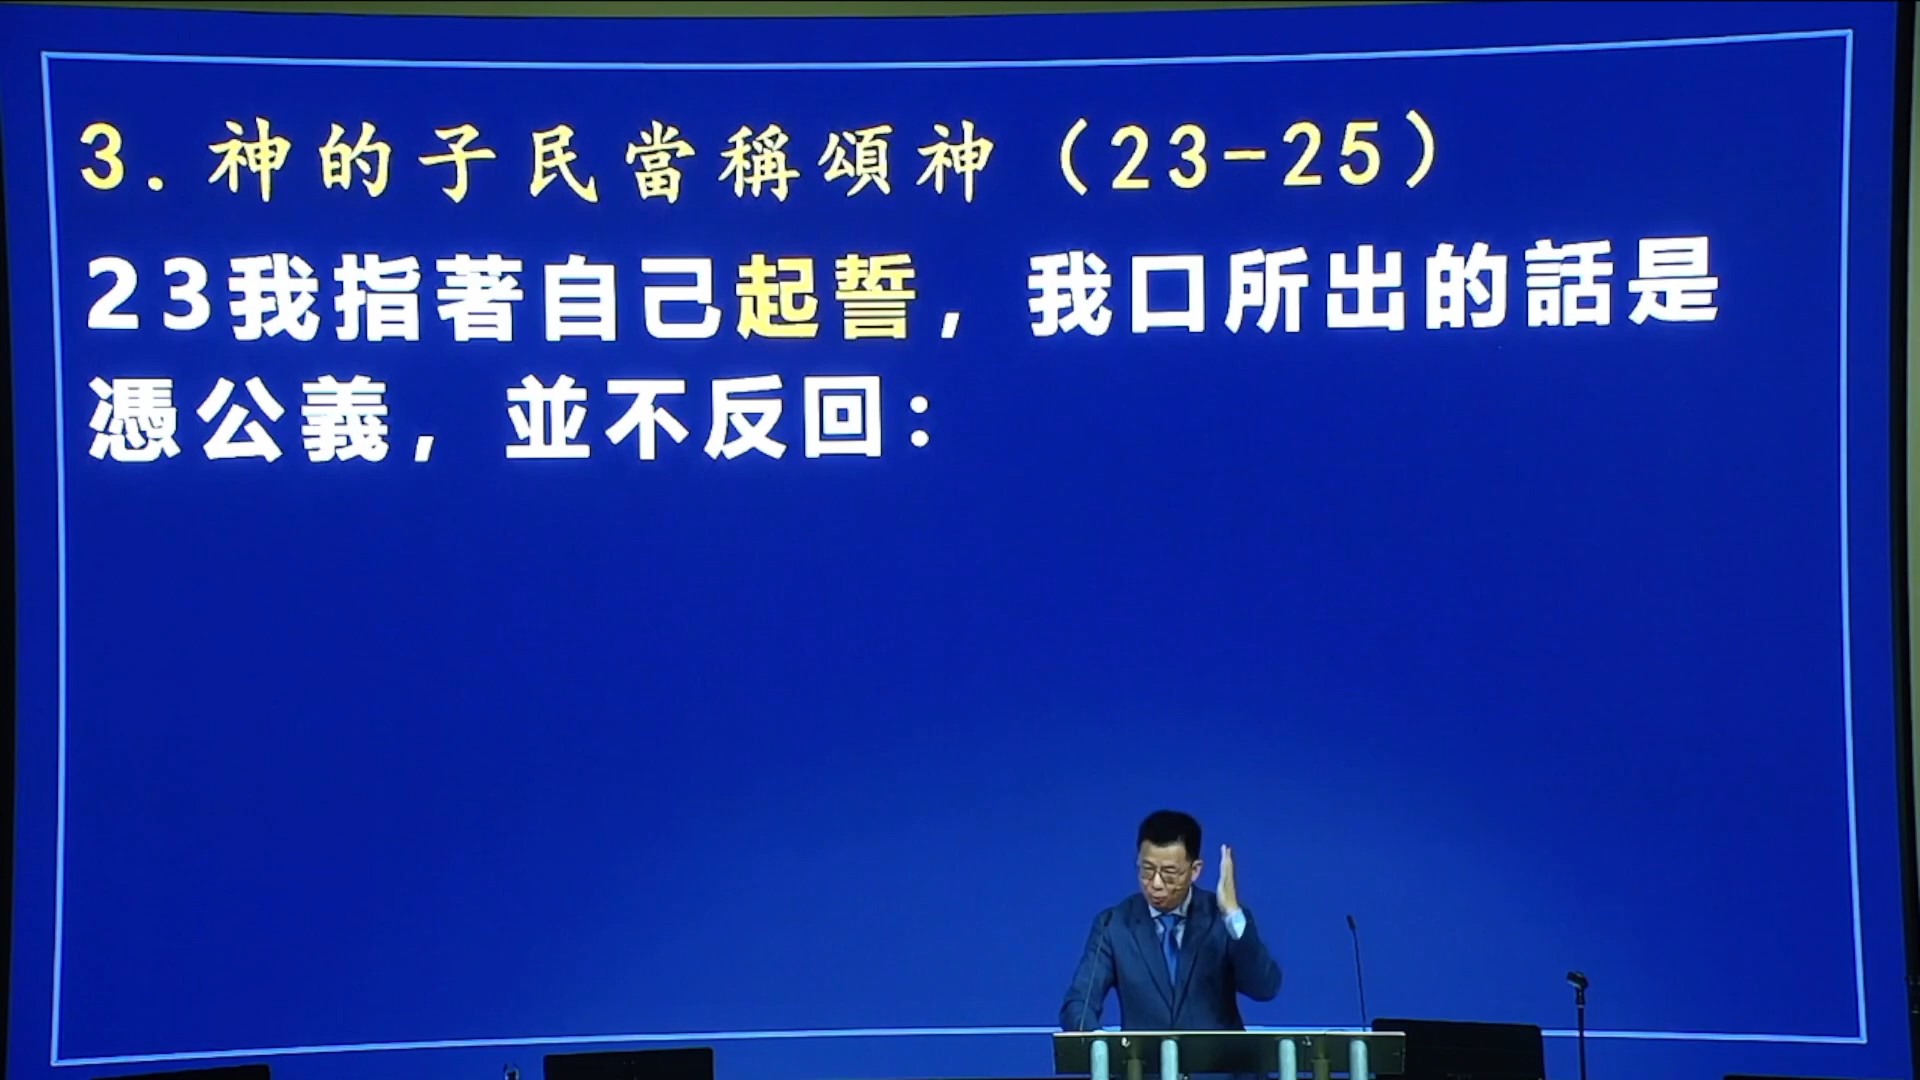 3. 神的子民當稱頌神（23-25）
23我指著自己起誓，我口所出的話是
憑公義，並不反回：